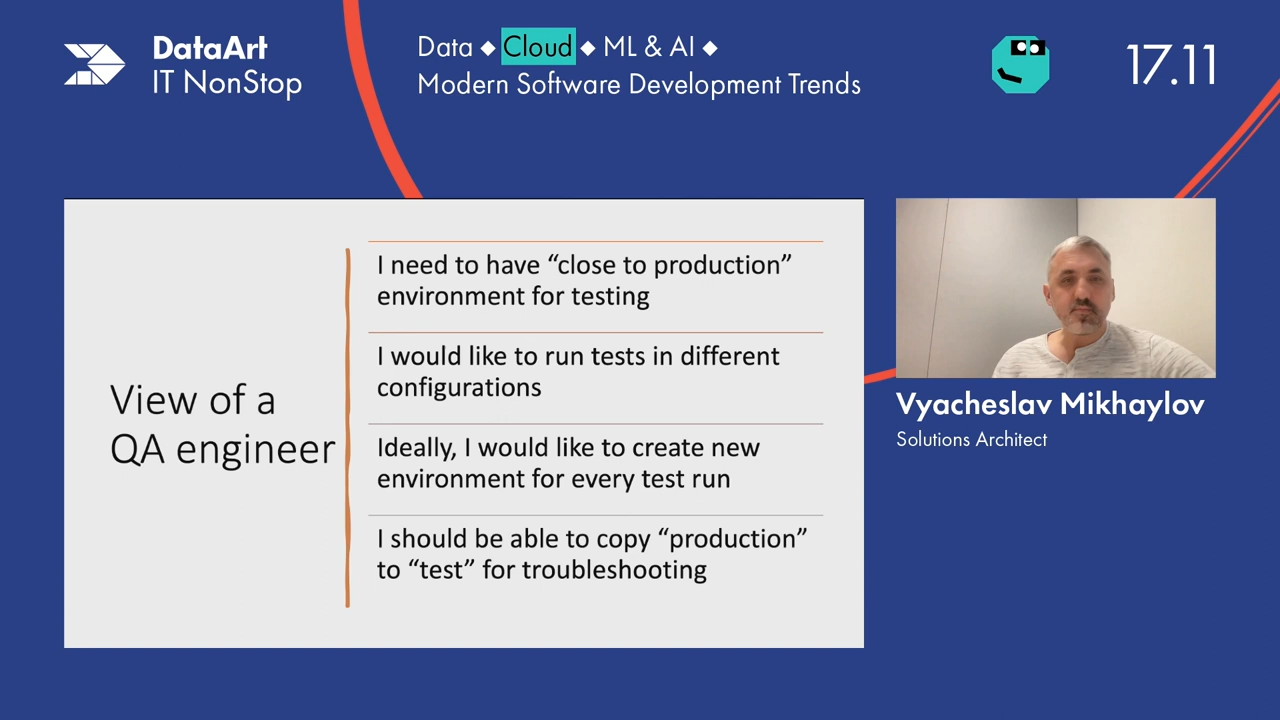 DataArt
IT NonStop
Data ◆ Cloud ◆ ML & AI ◆
Modern Software Development Trends
17.11
View of a
QA engineer
I need to have “close to production”
environment for testing
I would like to run tests in different
configurations
Ideally, I would like to create new
environment for every test run
I should be able to copy “production”
to “test” for troubleshooting
Vyacheslav Mikhaylov
Solutions Architect